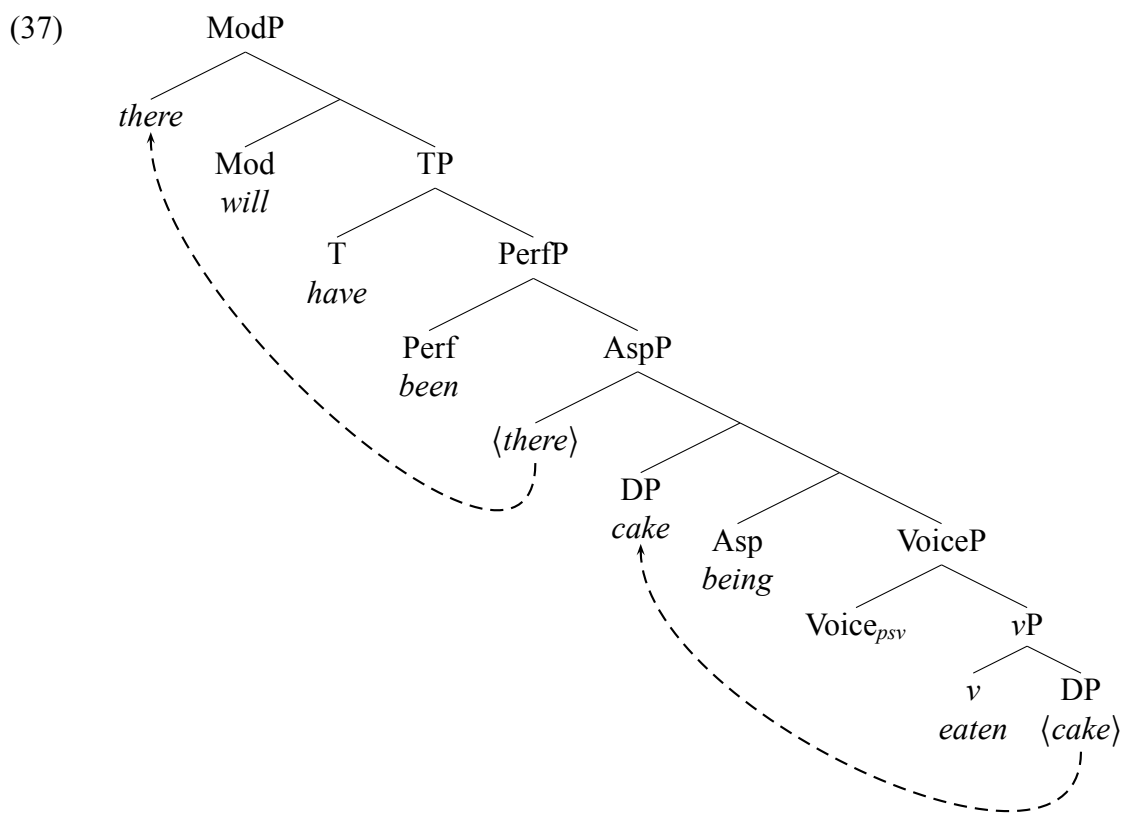 (37) ModP
there
Mod TP
will
T PerfP
have
Perf AspP
been
⟨there⟩
DP
cake
Asp VoiceP
being
Voicepsv vP
v DP
eaten ⟨cake⟩